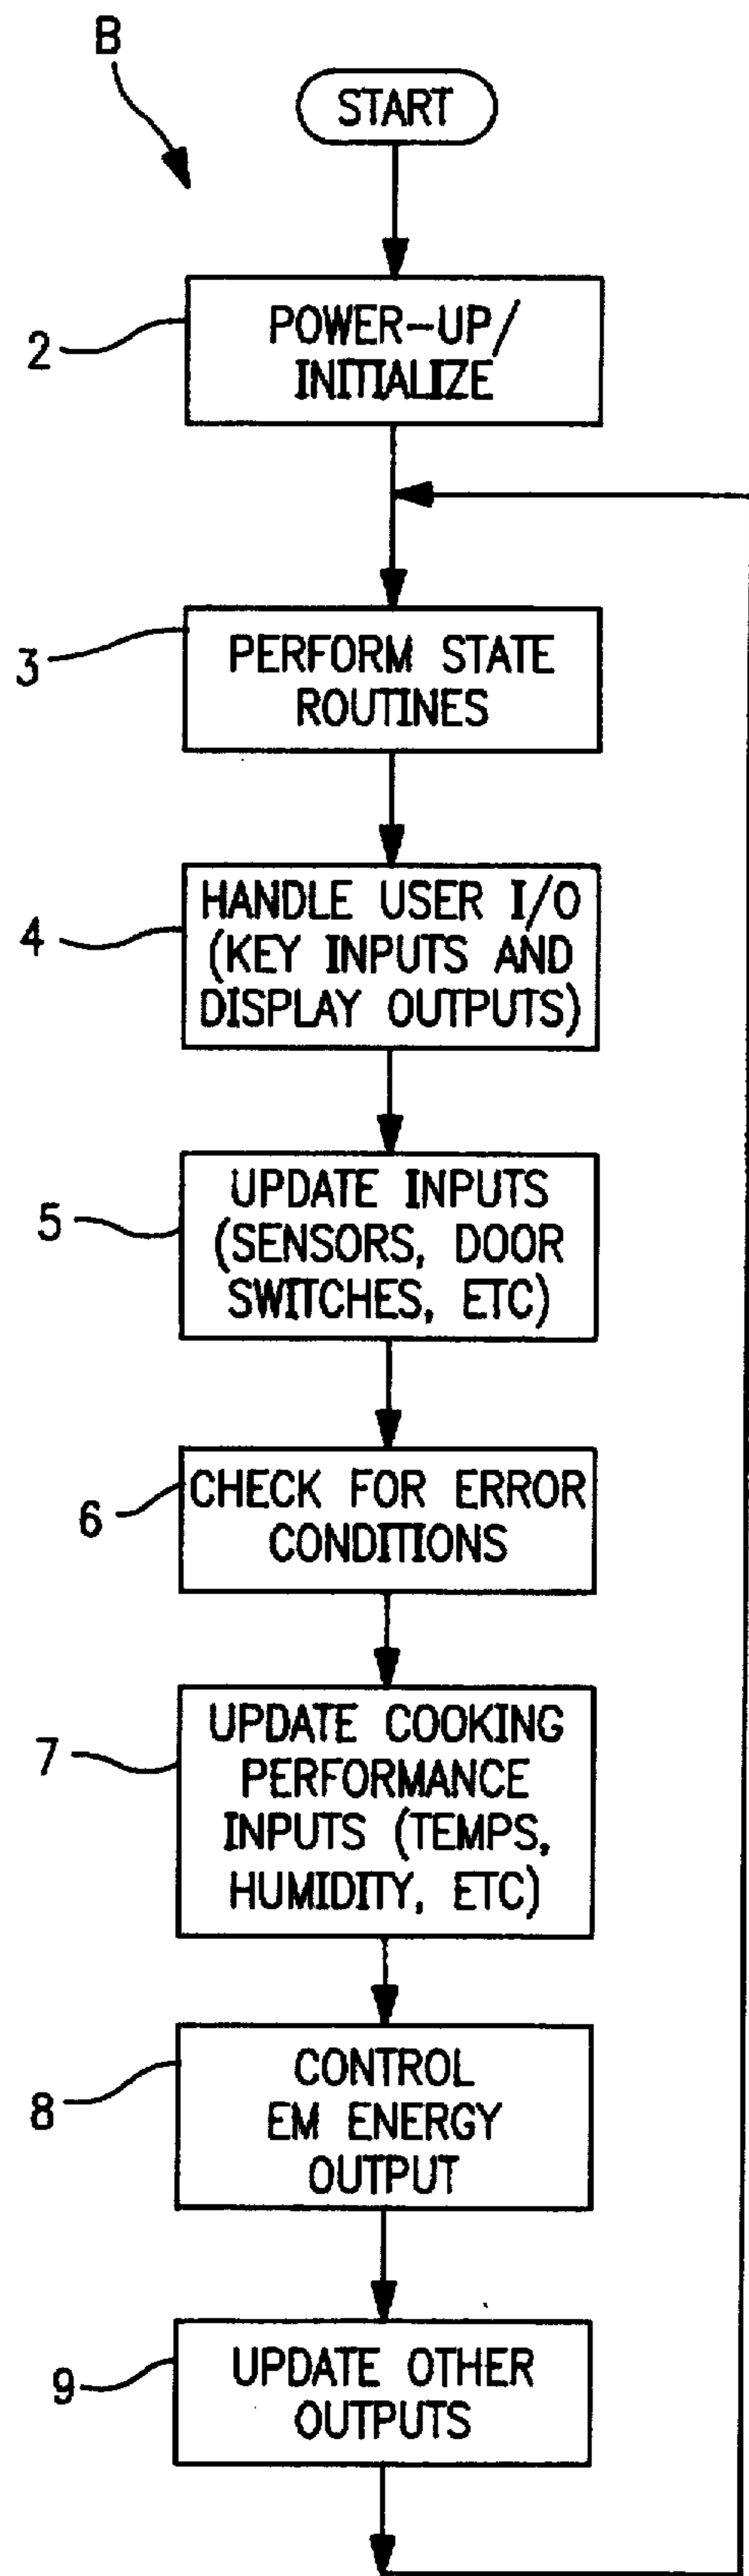 B
START
2
POWER-UP/
INITIALIZE
3
PERFORM STATE
ROUTINES
4
HANDLE USER I/O
(KEY INPUTS AND
DISPLAY OUTPUTS)
5
UPDATE INPUTS
(SENSORS, DOOR
SWITCHES, ETC)
6
CHECK FOR ERROR
CONDITIONS
7
UPDATE COOKING
PERFORMANCE
INPUTS (TEMPS,
HUMIDITY, ETC)
8
CONTROL
EM ENERGY
OUTPUT
9
UPDATE OTHER
OUTPUTS